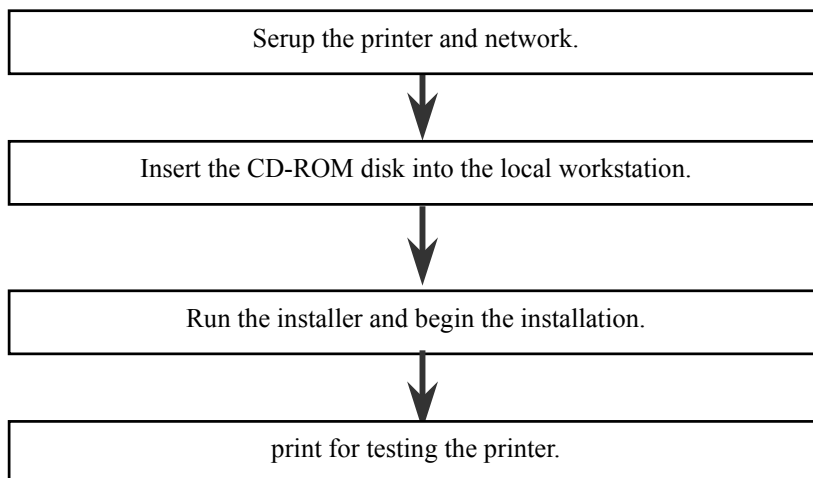 Serup the printer and network.
Insert the CD-ROM disk into the local workstation.
Run the installer and begin the installation.
print for testing the printer.